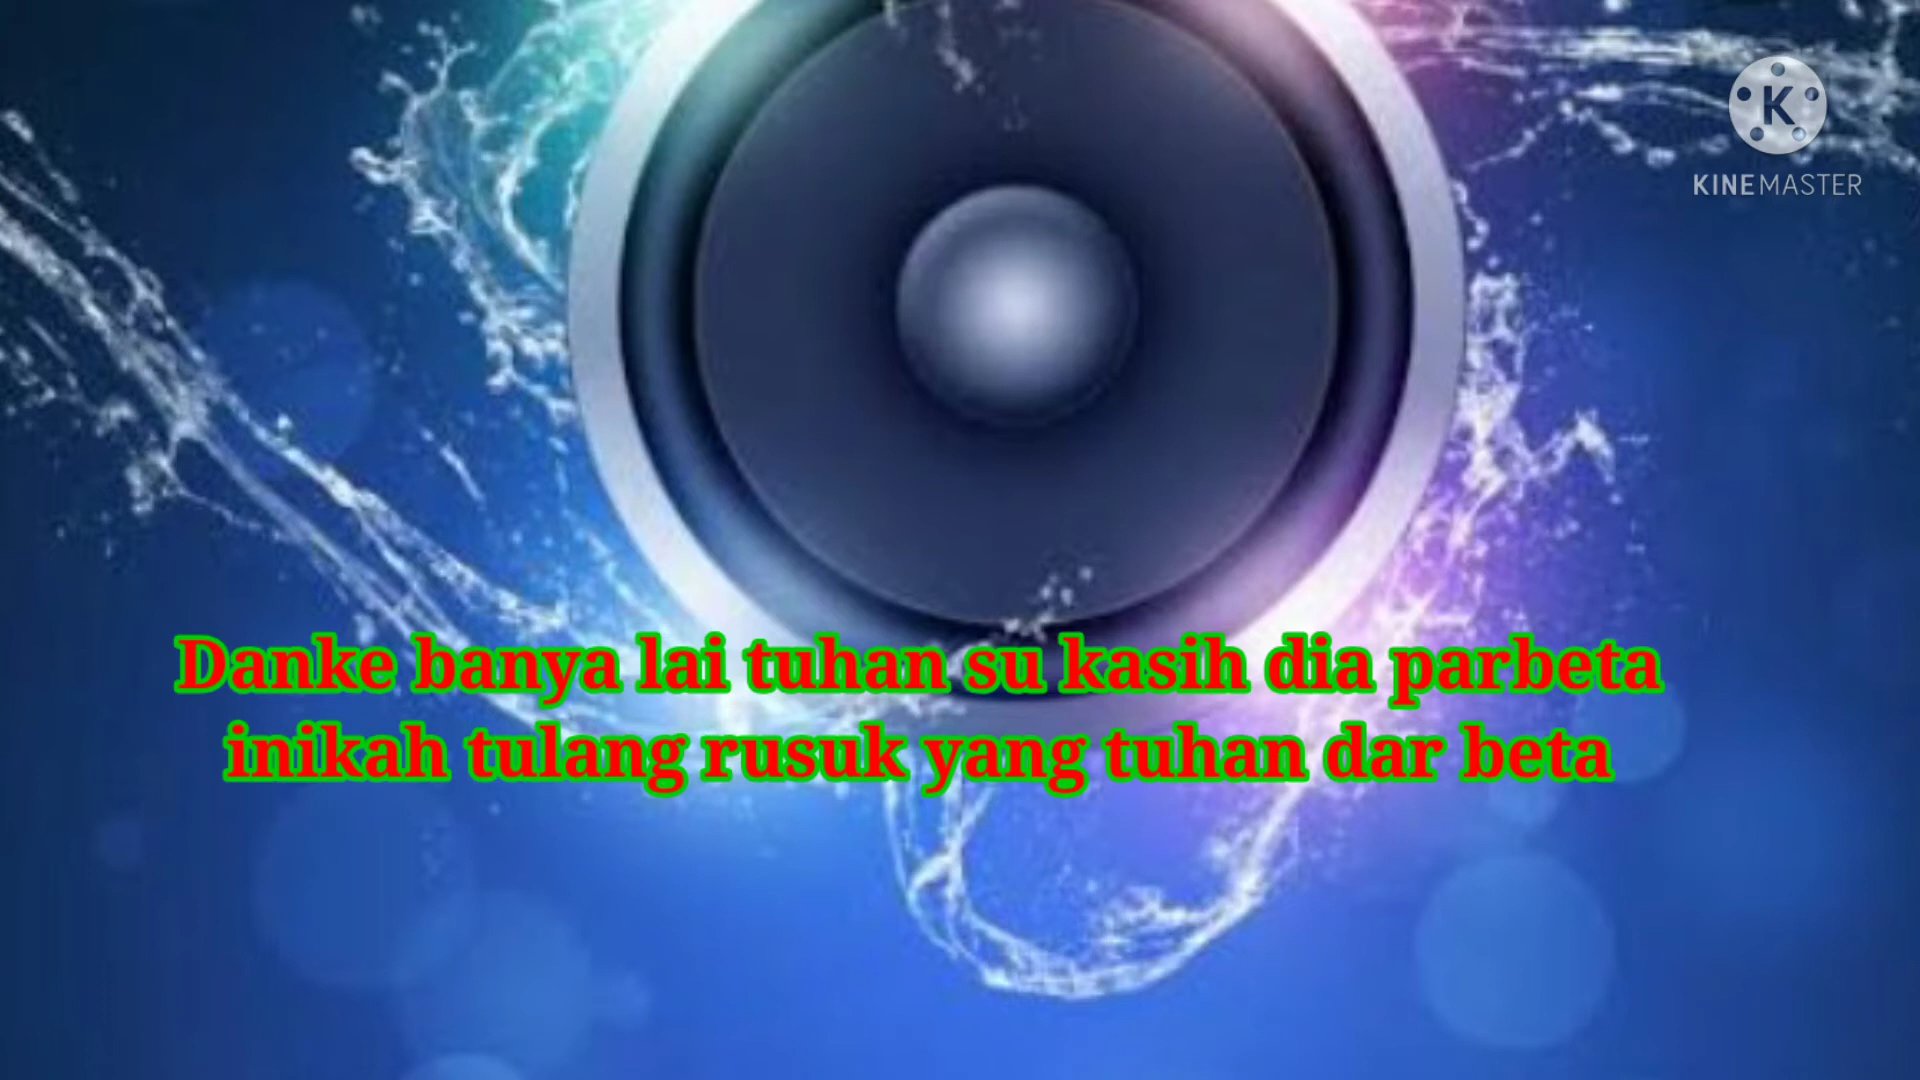 KINEMASTER
Danke banya lai tuhan su kasih dia parbeta
inikah tulang rusuk yang tuhan dar beta